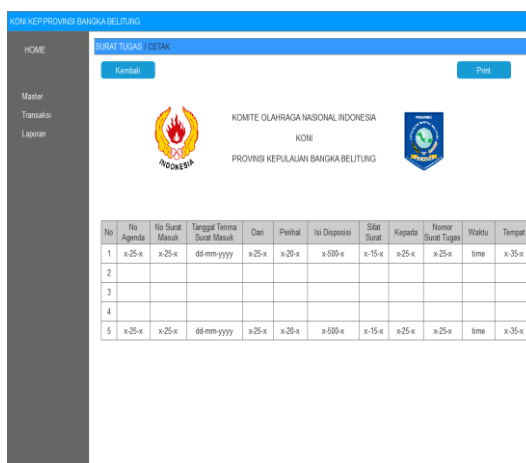 KONI KEP.PROVINSI BANGKA BELITUNG
HOME
SURAT TUGAS / CETAK
Kembali
Print
Master
Transaksi
Laporan
INDONESIA
KOMITE OLAHRAGA NASIONAL INDONESIA
KONI
PROVINSI KEPULAUAN BANGKA BELITUNG
No No Agenda No Surat Masuk Tanggal Terima Surat Masuk Dari Perihal Isi Disposisi Sifat Surat Kepada Nomor Surat Tugas Waktu Tempat
1 x-25-x x-25-x dd-mm-yyyy x-25-x x-20-x x-500-x x-15-x x-25-x x-25-x time x-35-x
2
3
4
5 x-25-x x-25-x dd-mm-yyyy x-25-x x-20-x x-500-x x-15-x x-25-x x-25-x time x-35-x